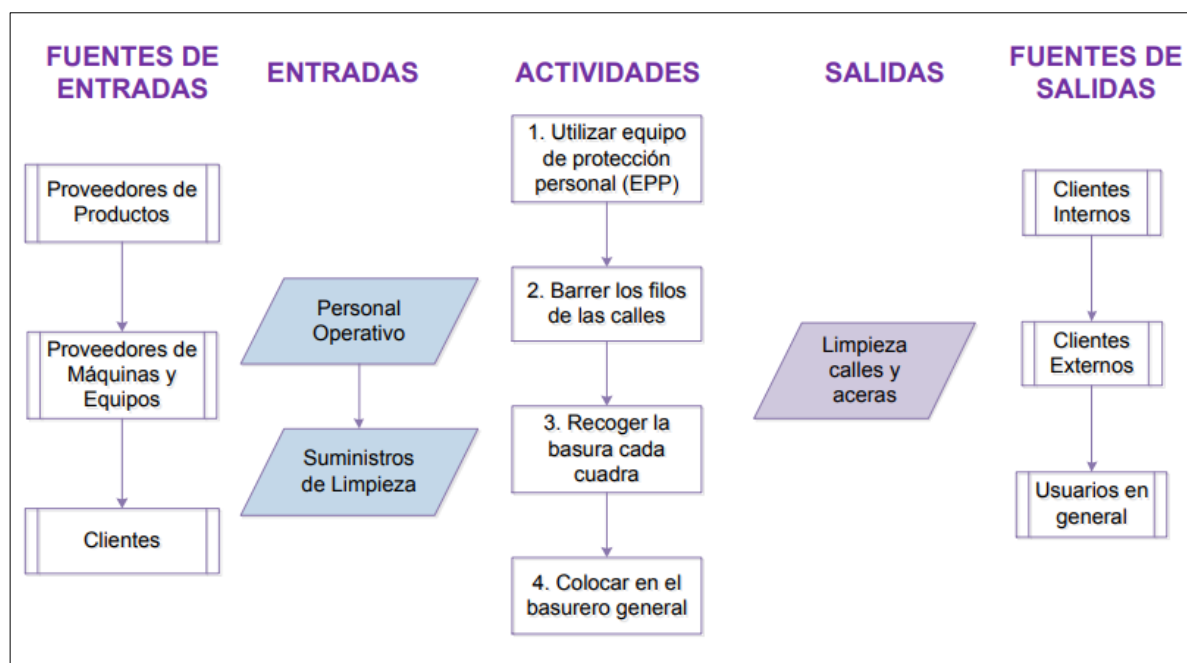 FUENTES DE
ENTRADAS
ENTRADAS
ACTIVIDADES
SALIDAS
FUENTES DE
SALIDAS
Proveedores de
Productos
Proveedores de
Máquinas y
Equipos
Clientes
Personal
Operativo
Suministros
de Limpieza
1. Utilizar equipo
de protección
personal (EPP)
2. Barrer los filos
de las calles
3. Recoger la
basura cada
cuadra
4. Colocar en el
basurero general
Limpieza
calles y
aceras
Clientes
Internos
Clientes
Externos
Usuarios en
general